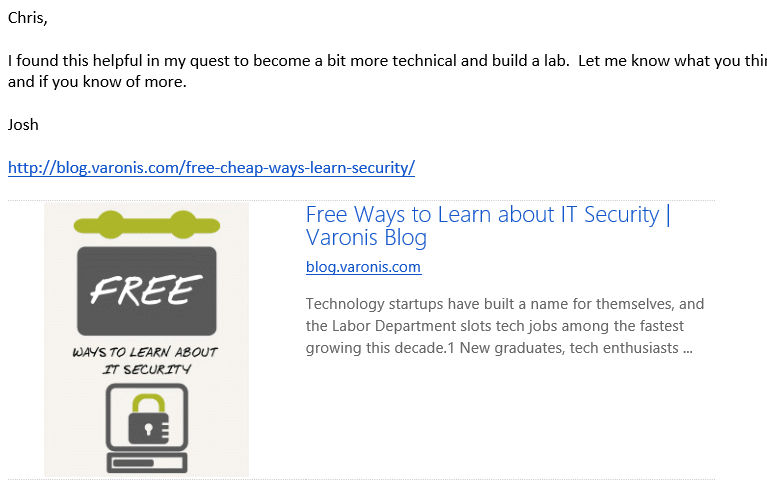 Chris,
I found this helpful in my quest to become a bit more technical and build a lab.  Let me know what you
and if you know of more.
Josh
http://blog.varonis.com/free-cheap-ways-learn-security/
FREE
WAYS TO LEARN ABOUT
IT SECURITY
Free Ways to Learn about IT Security |
Varonis Blog
blog.varonis.com
Technology startups have built a name for themselves, and
the Labor Department slots tech jobs among the fastest
growing this decade.1 New graduates, tech enthusiasts ...